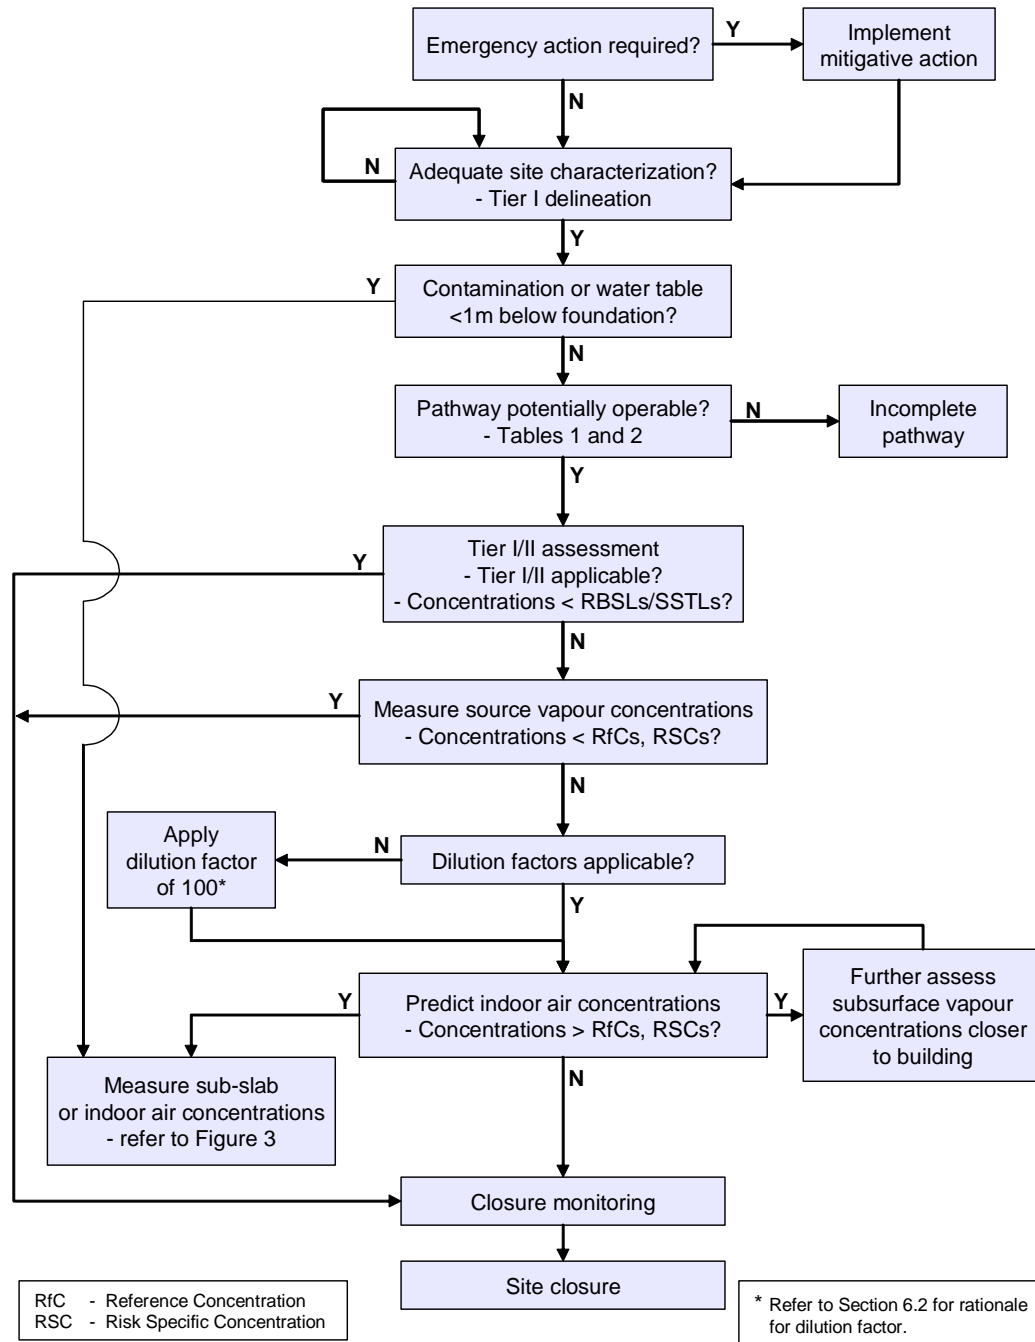 Emergency action required?
Y
Implement
mitigative action
N
N
Adequate site characterization?
- Tier I delineation
Y
Y
Contamination or water table
<1m below foundation?
N
Pathway potentially operable?
- Tables 1 and 2
N
Incomplete
pathway
Y
Y
Tier I/II assessment
- Tier I/II applicable?
- Concentrations < RBSLs/SSTLs?
N
Y
Measure source vapour concentrations
- Concentrations < RfCs, RSCs?
N
Apply
dilution factor
of 100*
N
Dilution factors applicable?
Y
Y
Predict indoor air concentrations
- Concentrations > RfCs, RSCs?
Y
Further assess
subsurface vapour
concentrations closer
to building
N
Measure sub-slab
or indoor air concentrations
- refer to Figure 3
Closure monitoring
Site closure
RfC - Reference Concentration
RSC - Risk Specific Concentration
* Refer to Section 6.2 for rationale
for dilution factor.